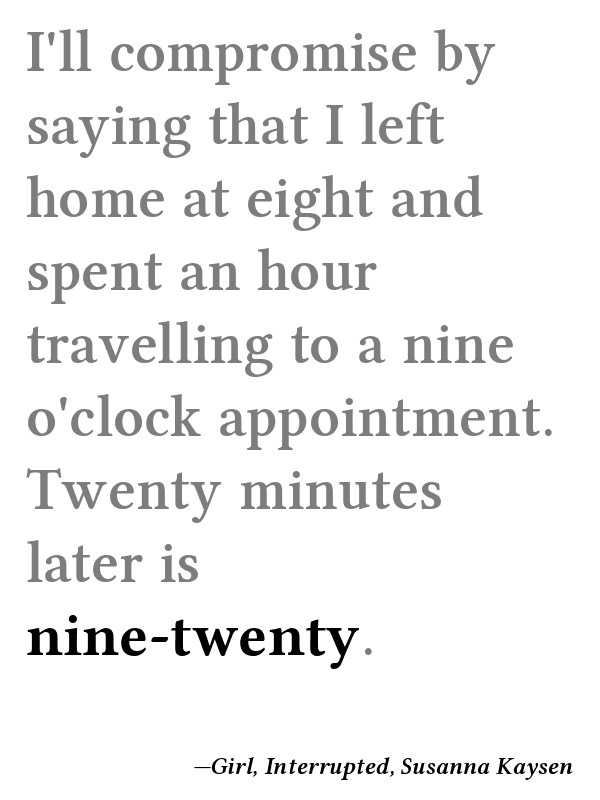 I'll compromise by
saying that I left
home at eight and
spent an hour
travelling to a nine
o'clock appointment.
Twenty minutes
later is
nine-twenty.
—Girl, Interrupted, Susanna Kaysen